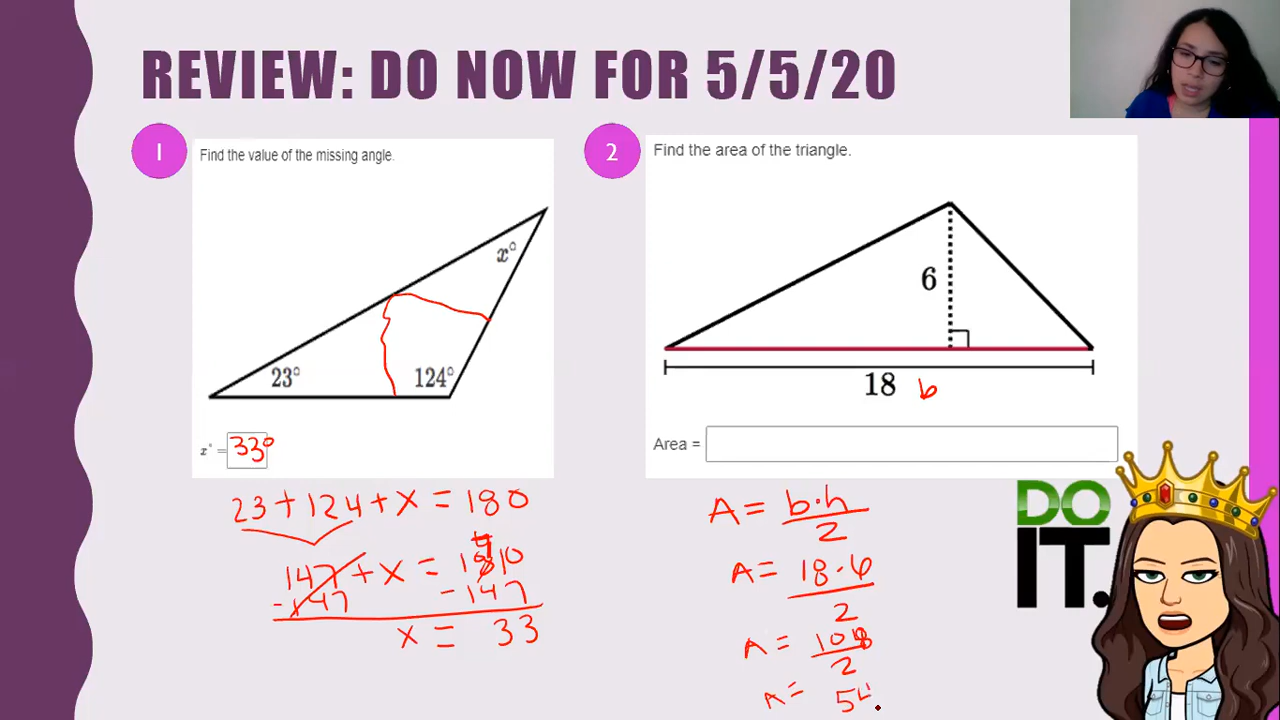 REVIEW: DO NOW FOR 5/5/20
1
Find the value of the missing angle.
x°
23°
124°
x° = 33°
23 + 124 + x = 180
147 + x = 180
-147 -147
x = 33
2
Find the area of the triangle.
6
18 b
Area =
A = b·h/2
A = 18·6/2
A = 108/2
A = 54
DO
IT.